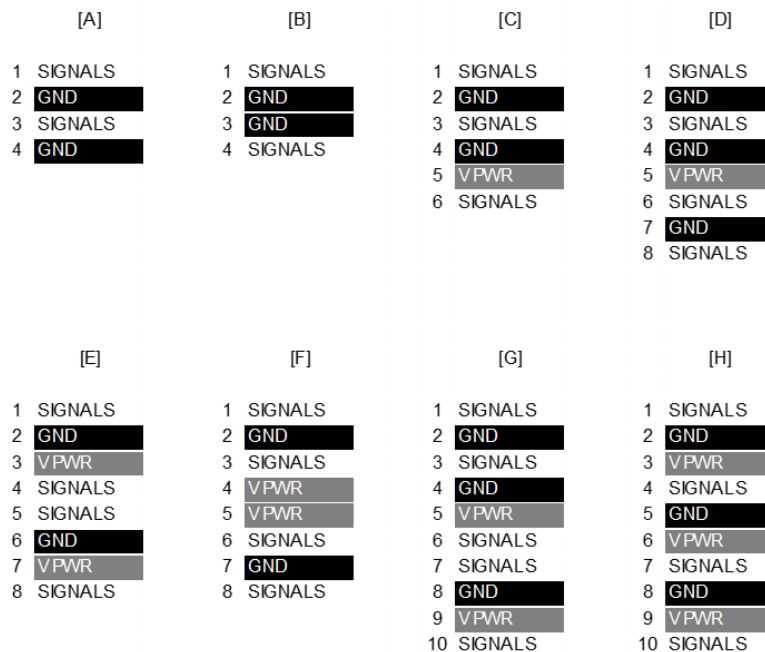 [A] [B] [C] [D]
1 SIGNALS 1 SIGNALS 1 SIGNALS 1 SIGNALS
2 GND 2 GND 2 GND 2 GND
3 SIGNALS 3 GND 3 SIGNALS 3 SIGNALS
4 GND 4 SIGNALS 4 GND 4 GND
5 VPWR 5 VPWR
6 SIGNALS 6 SIGNALS
7 GND
8 SIGNALS
[E] [F] [G] [H]
1 SIGNALS 1 SIGNALS 1 SIGNALS 1 SIGNALS
2 GND 2 GND 2 GND 2 GND
3 VPWR 3 SIGNALS 3 SIGNALS 3 VPWR
4 SIGNALS 4 VPWR 4 GND 4 SIGNALS
5 SIGNALS 5 VPWR 5 VPWR 5 GND
6 GND 6 SIGNALS 6 SIGNALS 6 VPWR
7 VPWR 7 GND 7 SIGNALS 7 SIGNALS
8 SIGNALS 8 SIGNALS 8 GND 8 GND
9 VPWR 9 VPWR
10 SIGNALS 10 SIGNALS